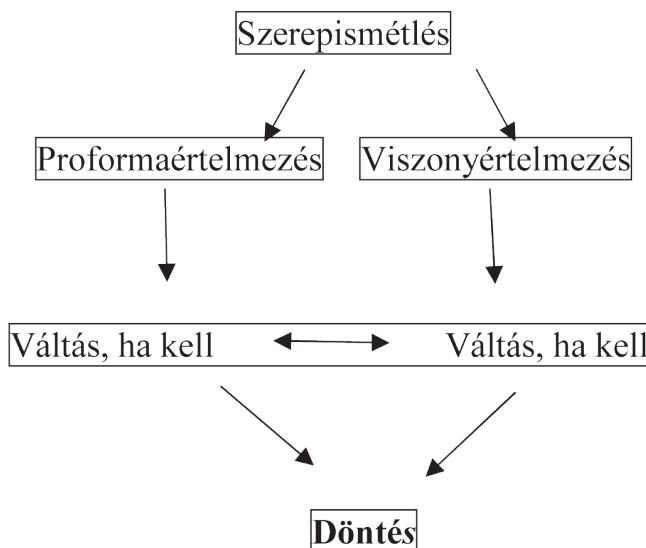 Szerepismétlés
Proformaértelmezés Viszonyértelmezés
Váltás, ha kell Váltás, ha kell
Döntés